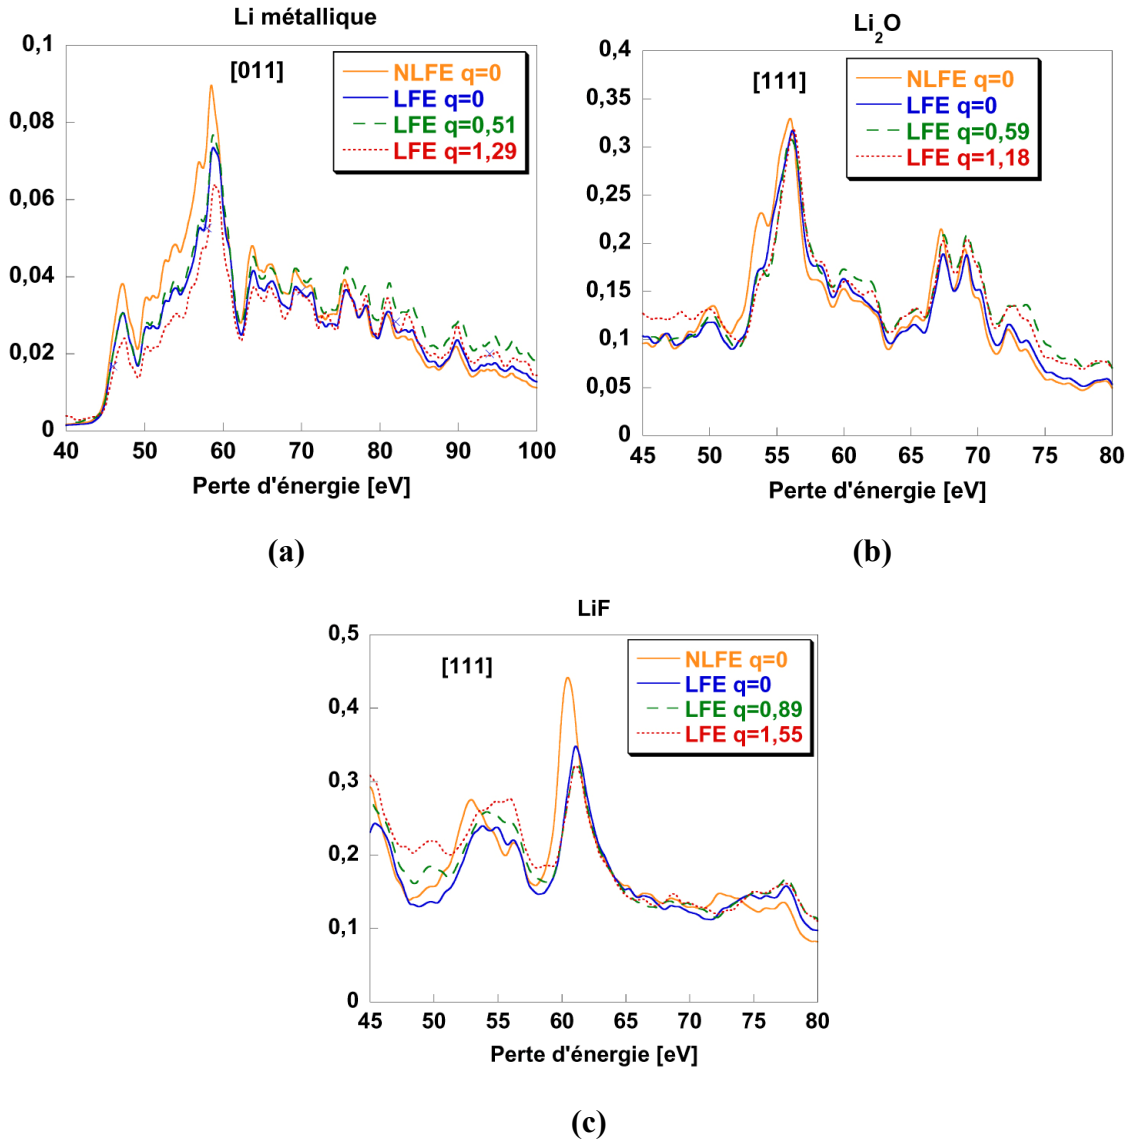 Li métallique
0,1
0,08
0,06
0,04
0,02
0
[011]
NLFE q=0
LFE q=0
LFE q=0,51
LFE q=1,29
40 50 60 70 80 90 100
Perte d'énergie [eV]
(a)
Li2O
0,4
0,35
0,3
0,25
0,2
0,15
0,1
0,05
0
[111]
NLFE q=0
LFE q=0
LFE q=0,59
LFE q=1,18
45 50 55 60 65 70 75 80
Perte d'énergie [eV]
(b)
LiF
0,5
0,4
0,3
0,2
0,1
0
[111]
NLFE q=0
LFE q=0
LFE q=0,89
LFE q=1,55
45 50 55 60 65 70 75 80
Perte d'énergie [eV]
(c)